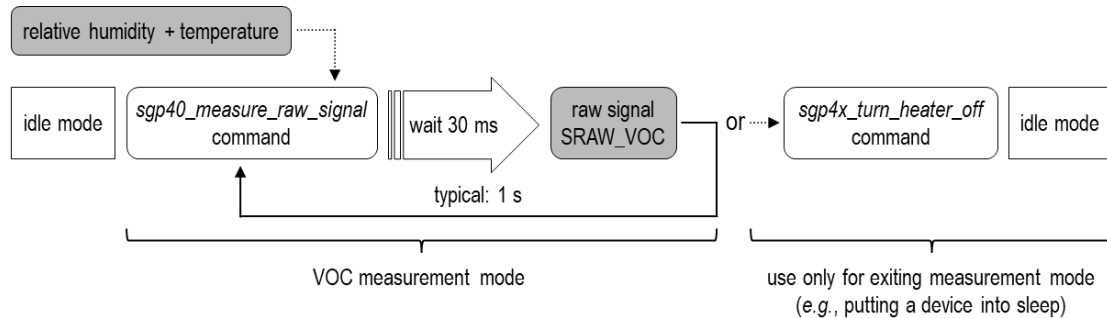 relative humidity + temperature
idle mode
sgp40_measure_raw_signal
command
wait 30 ms
raw signal
SRAW_VOC
or
sgp4x_turn_heater_off
command
idle mode
typical: 1 s
VOC measurement mode
use only for exiting measurement mode
(e.g., putting a device into sleep)